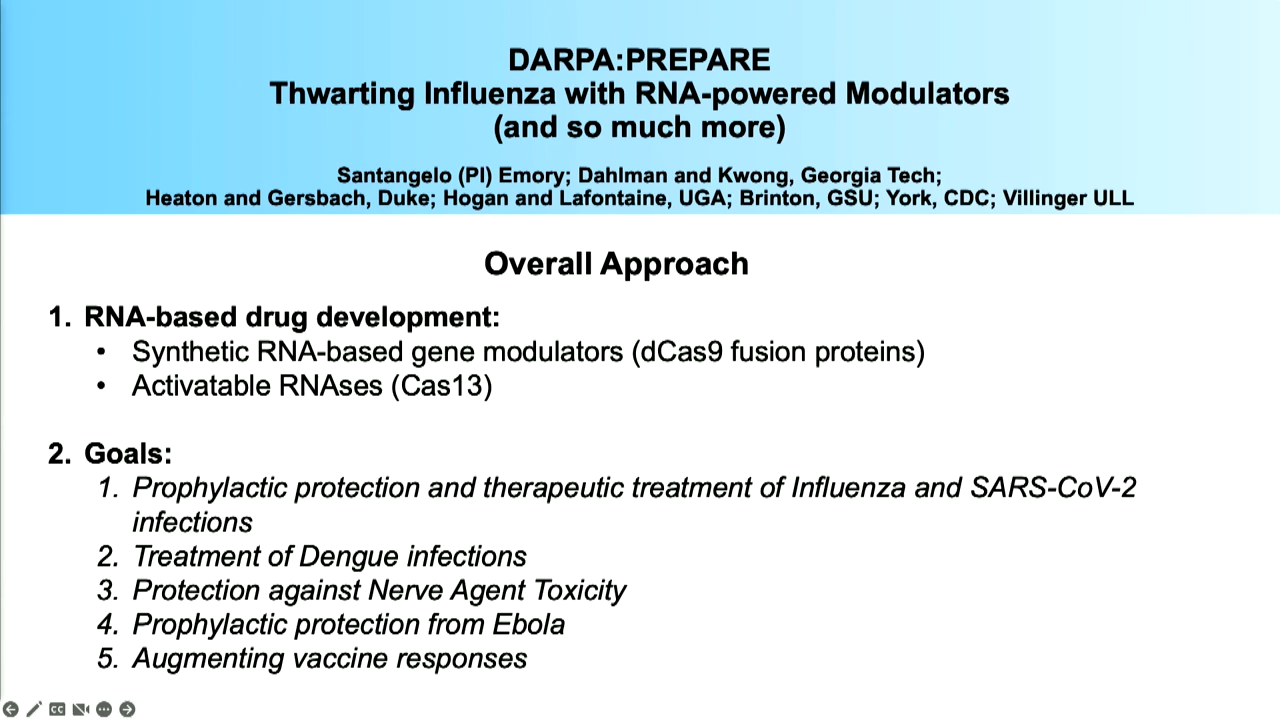 DARPA:PREPARE
Thwarting Influenza with RNA-powered Modulators
(and so much more)
Santangelo (PI) Emory; Dahlman and Kwong, Georgia Tech;
Heaton and Gersbach, Duke; Hogan and Lafontaine, UGA; Brinton, GSU; York, CDC; Villinger ULL
Overall Approach
1. RNA-based drug development:
• Synthetic RNA-based gene modulators (dCas9 fusion proteins)
• Activatable RNAses (Cas13)
2. Goals:
1. Prophylactic protection and therapeutic treatment of Influenza and SARS-CoV-2
infections
2. Treatment of Dengue infections
3. Protection against Nerve Agent Toxicity
4. Prophylactic protection from Ebola
5. Augmenting vaccine responses
CC